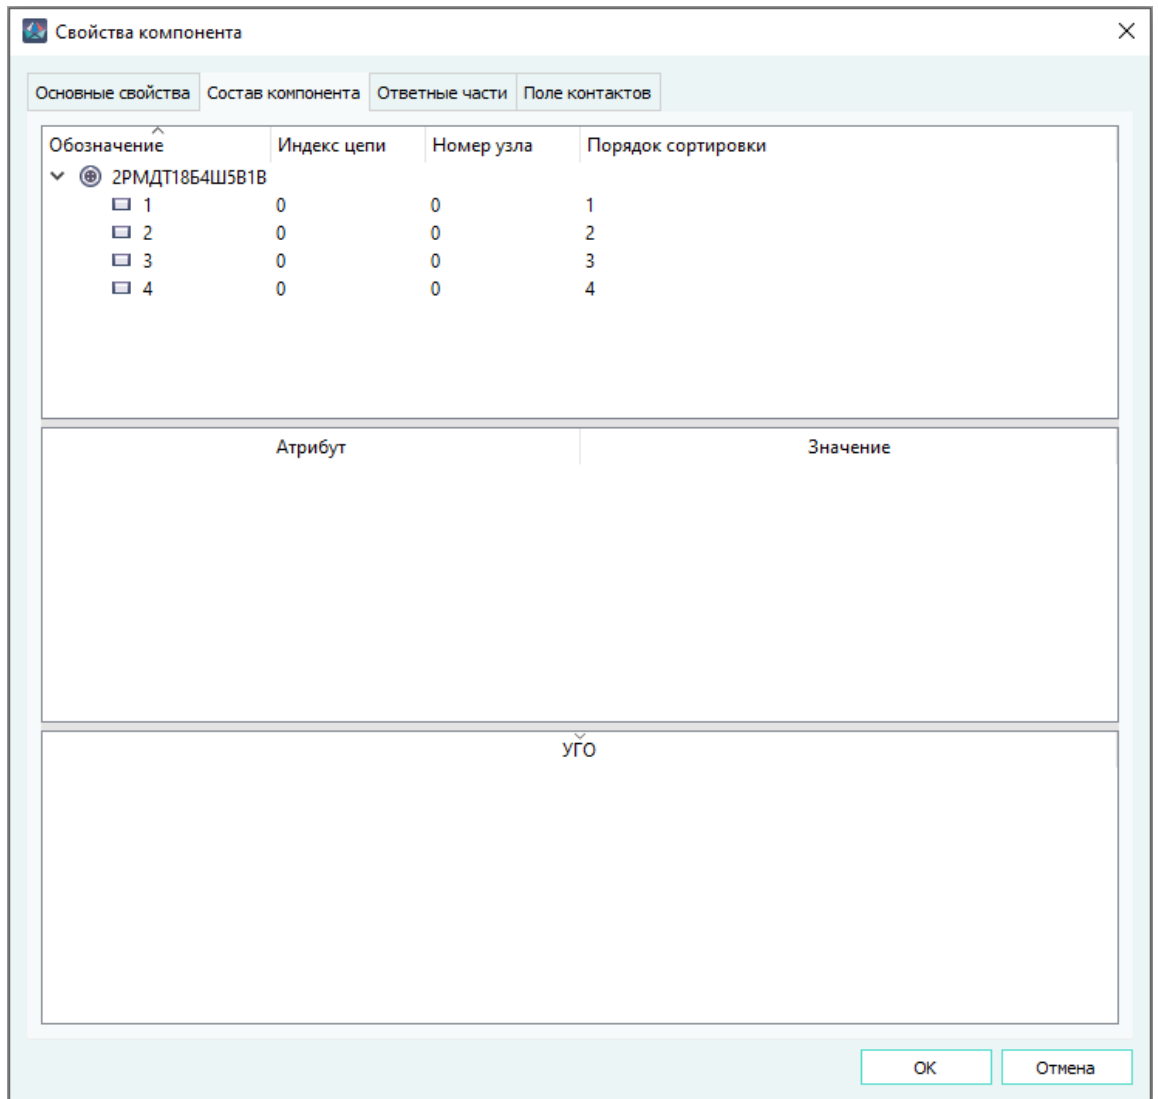 Свойства компонента
Основные свойства Состав компонента Ответные части Поле контактов
Обозначение Индекс цепи Номер узла Порядок сортировки
2РМДТ18Б4Ш5В1В
1 0 0 1
2 0 0 2
3 0 0 3
4 0 0 4
Атрибут Значение
УГО
ОК Отмена